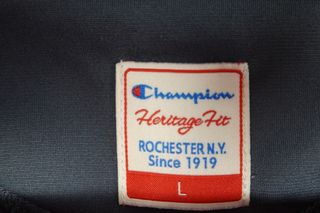 Champion
Heritage Fit
ROCHESTER N.Y.
Since 1919
L